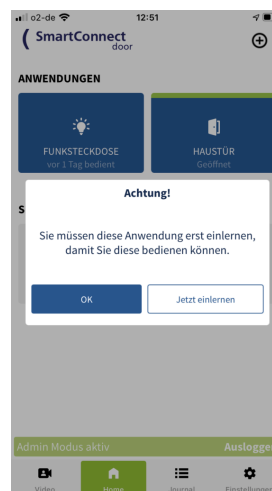 o2-de 12:51
SmartConnect
door
ANWENDUNGEN
FUNKSTECKDOSE
vor 1 Tag bedient
HAUSTÜR
Geöffnet
S
Achtung!
Sie müssen diese Anwendung erst einlernen,
damit Sie diese bedienen können.
OK
Jetzt einlernen
Admin Modus aktiv
Auslogge
Video
Home
Journal
Einstellungen